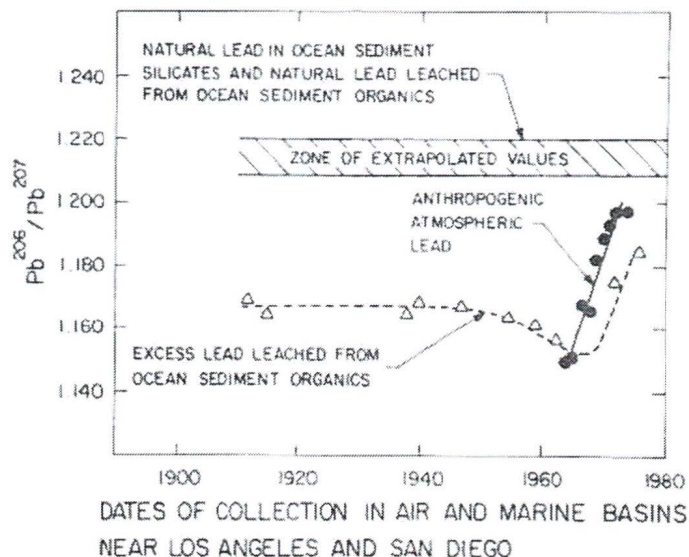 NATURAL LEAD IN OCEAN SEDIMENT
SILICATES AND NATURAL LEAD LEACHED
FROM OCEAN SEDIMENT ORGANICS
1.240
1.220
ZONE OF EXTRAPOLATED VALUES
1.200
ANTHROPOGENIC
ATMOSPHERIC
LEAD
1.180
1.160
EXCESS LEAD LEACHED FROM
OCEAN SEDIMENT ORGANICS
1.140
Pb²⁰⁶/Pb²⁰⁷
1900 1920 1940 1960 1980
DATES OF COLLECTION IN AIR AND MARINE BASINS
NEAR LOS ANGELES AND SAN DIEGO